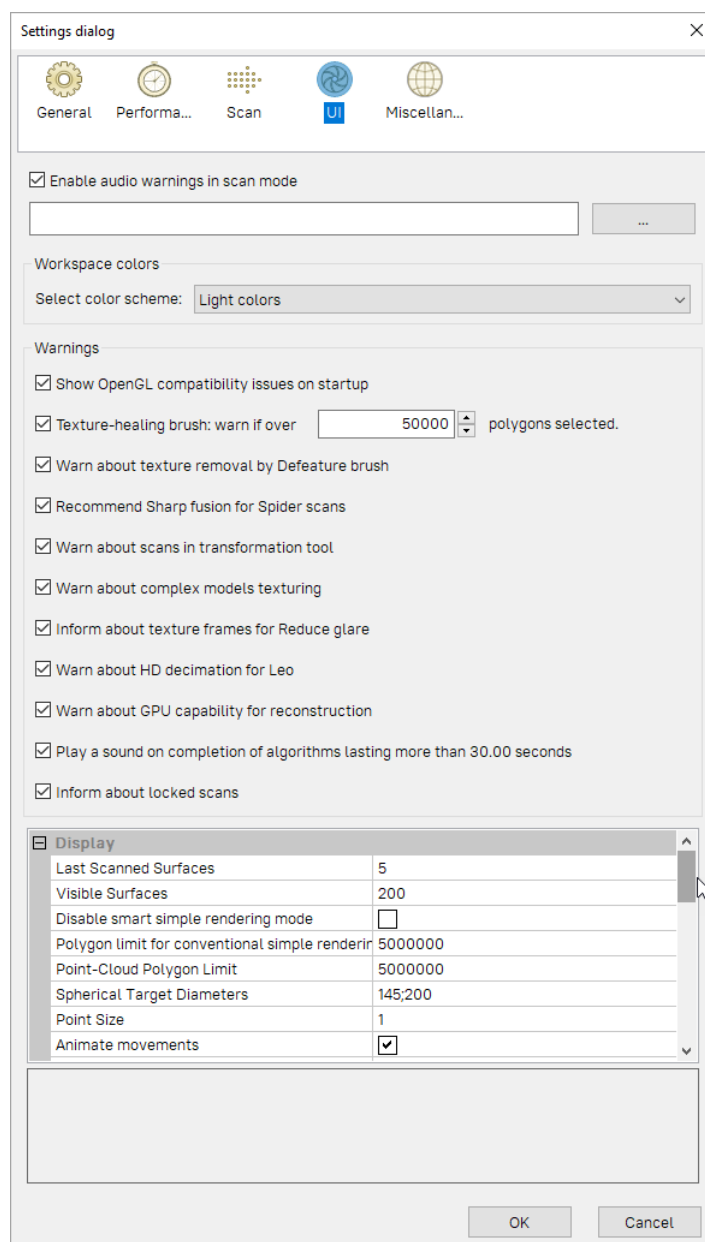 Settings dialog
General Performa... Scan UI Miscellan...
Enable audio warnings in scan mode
...
Workspace colors
Select color scheme: Light colors
Warnings
Show OpenGL compatibility issues on startup
Texture-healing brush: warn if over 50000 polygons selected.
Warn about texture removal by Defeature brush
Recommend Sharp fusion for Spider scans
Warn about scans in transformation tool
Warn about complex models texturing
Inform about texture frames for Reduce glare
Warn about HD decimation for Leo
Warn about GPU capability for reconstruction
Play a sound on completion of algorithms lasting more than 30.00 seconds
Inform about locked scans
Display
Last Scanned Surfaces 5
Visible Surfaces 200
Disable smart simple rendering mode
Polygon limit for conventional simple renderin 5000000
Point-Cloud Polygon Limit 5000000
Spherical Target Diameters 145;200
Point Size 1
Animate movements
OK Cancel